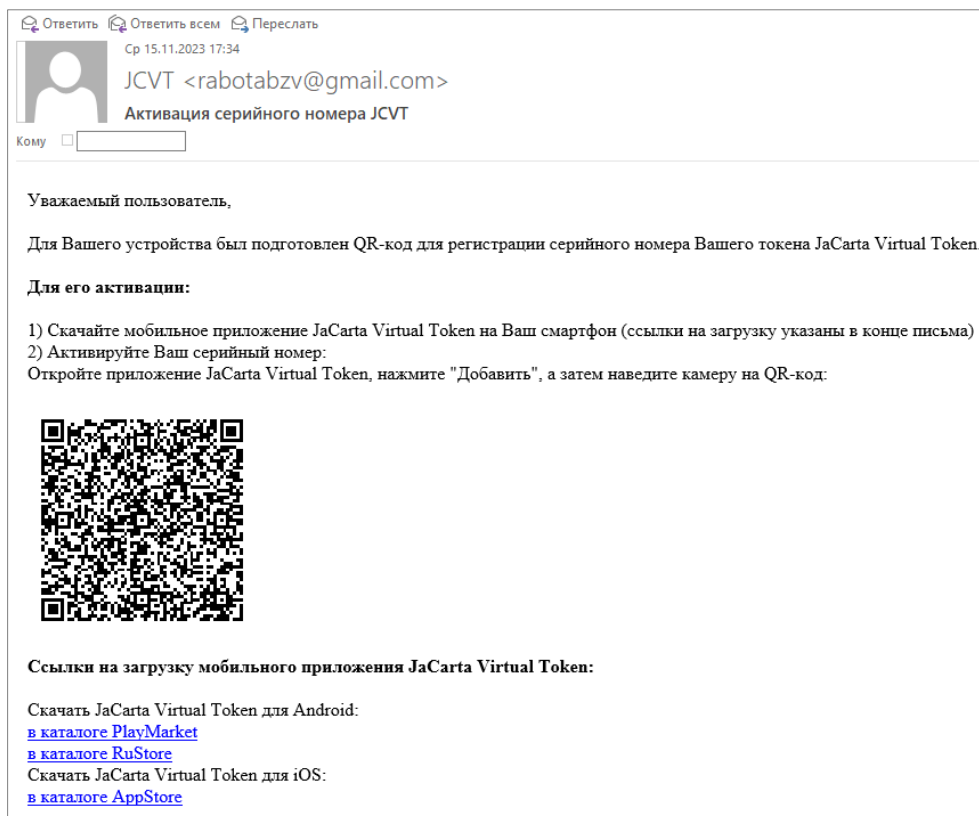 Ответить Ответить всем Переслать
Ср 15.11.2023 17:34
JCVT <rabotabzv@gmail.com>
Активация серийного номера JCVT
Кому
Уважаемый пользователь,
Для Вашего устройства был подготовлен QR-код для регистрации серийного номера Вашего токена JaCarta Virtual Token.
Для его активации:
1) Скачайте мобильное приложение JaCarta Virtual Token на Ваш смартфон (ссылки на загрузку указаны в конце письма)
2) Активируйте Ваш серийный номер:
Откройте приложение JaCarta Virtual Token, нажмите "Добавить", а затем наведите камеру на QR-код:
Ссылки на загрузку мобильного приложения JaCarta Virtual Token:
Скачать JaCarta Virtual Token для Android:
в каталоге PlayMarket
в каталоге RuStore
Скачать JaCarta Virtual Token для iOS:
в каталоге AppStore